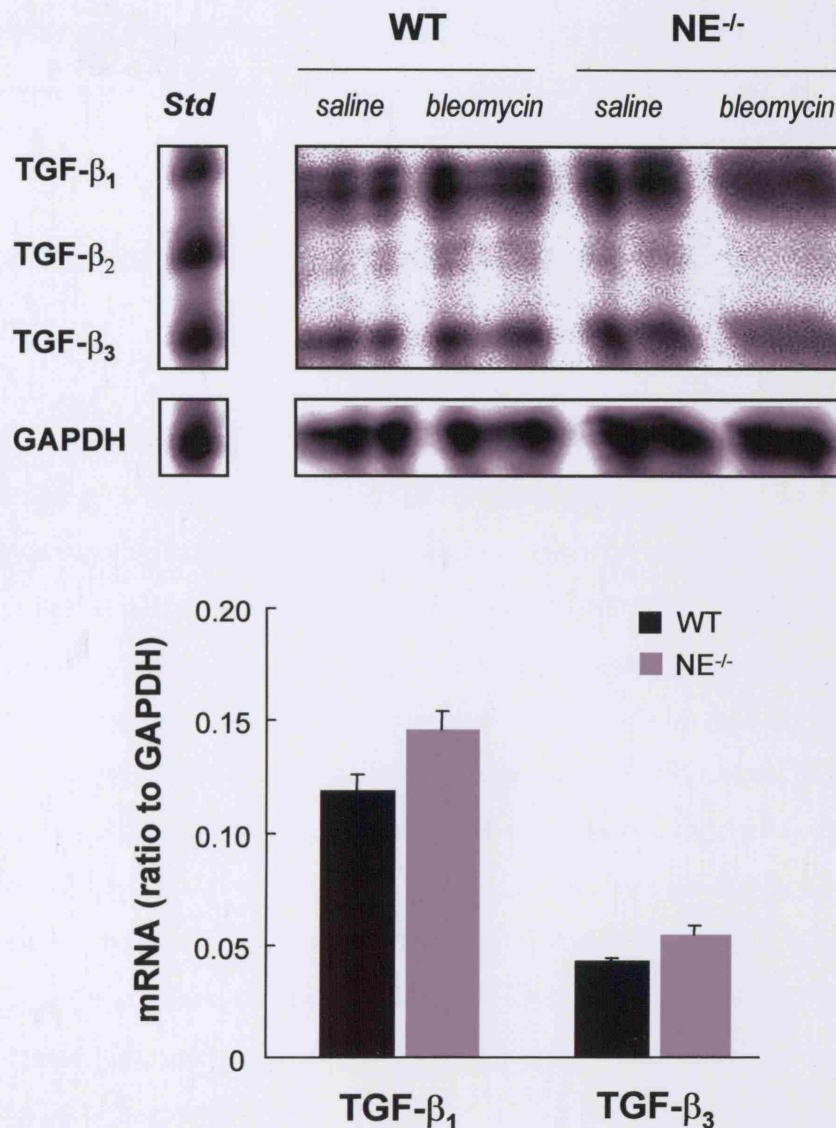 WT NE⁻/⁻
Std saline bleomycin saline bleomycin
TGF-β₁
TGF-β₂
TGF-β₃
GAPDH
mRNA (ratio to GAPDH)
0.20
0.15
0.10
0.05
0
WT
NE⁻/⁻
TGF-β₁ TGF-β₃